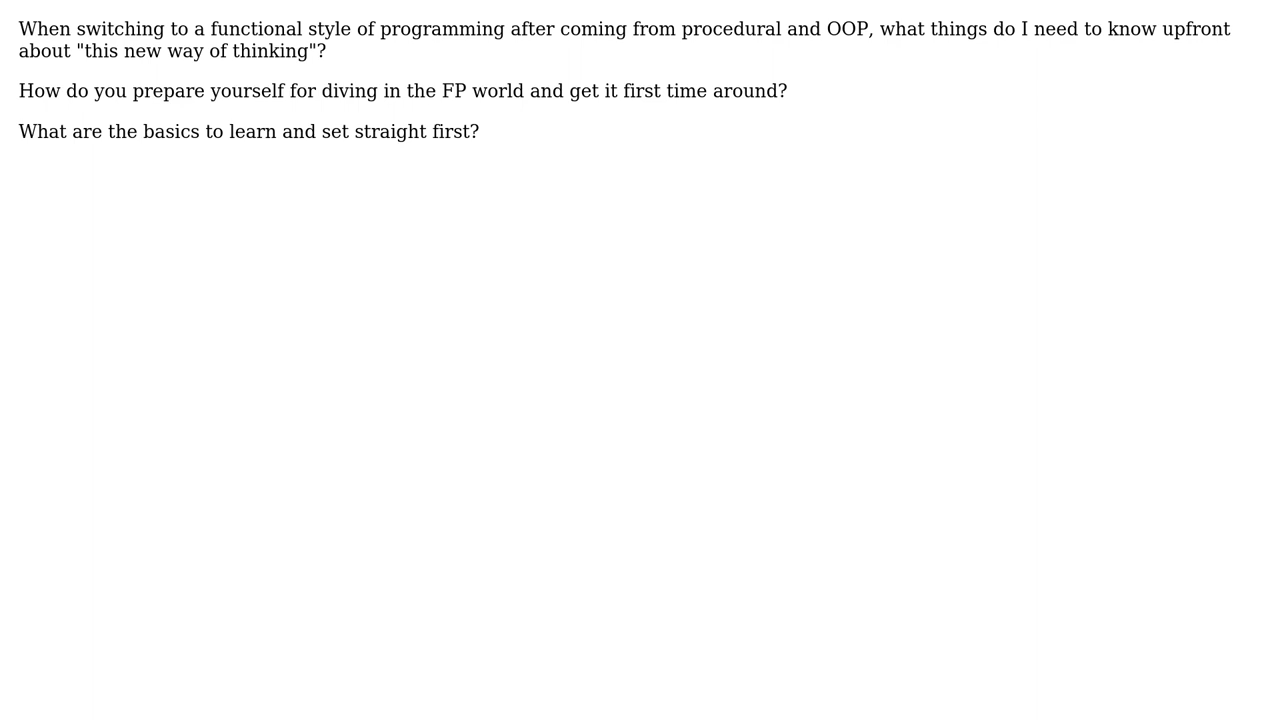 When switching to a functional style of programming after coming from procedural and OOP, what things do I need to know upfront
about "this new way of thinking"?
How do you prepare yourself for diving in the FP world and get it first time around?
What are the basics to learn and set straight first?